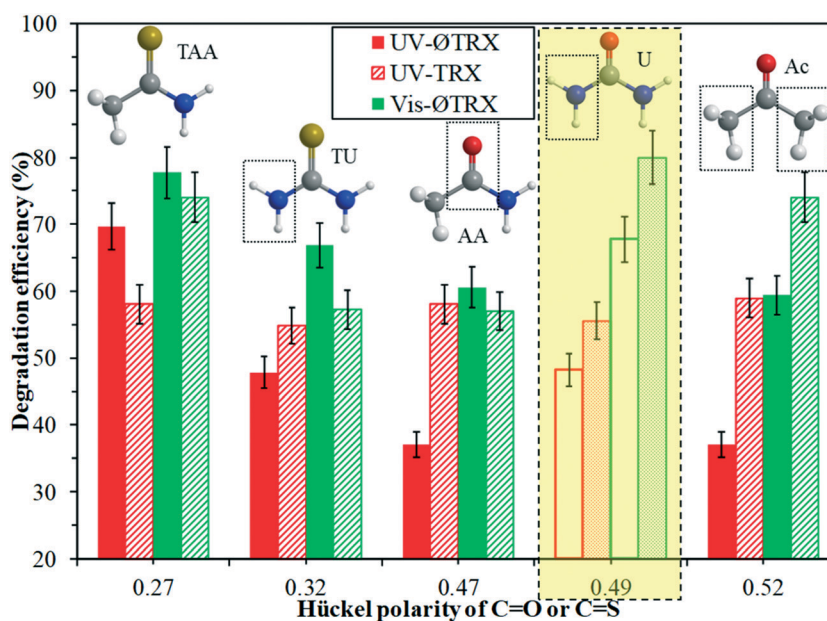 Degradation efficiency (%)
100
90
80
70
60
50
40
30
20
UV-ØTRX
UV-TRX
Vis-ØTRX
TAA
TU
AA
U
Ac
0.27
0.32
0.47
0.49
0.52
Hückel polarity of C=O or C=S